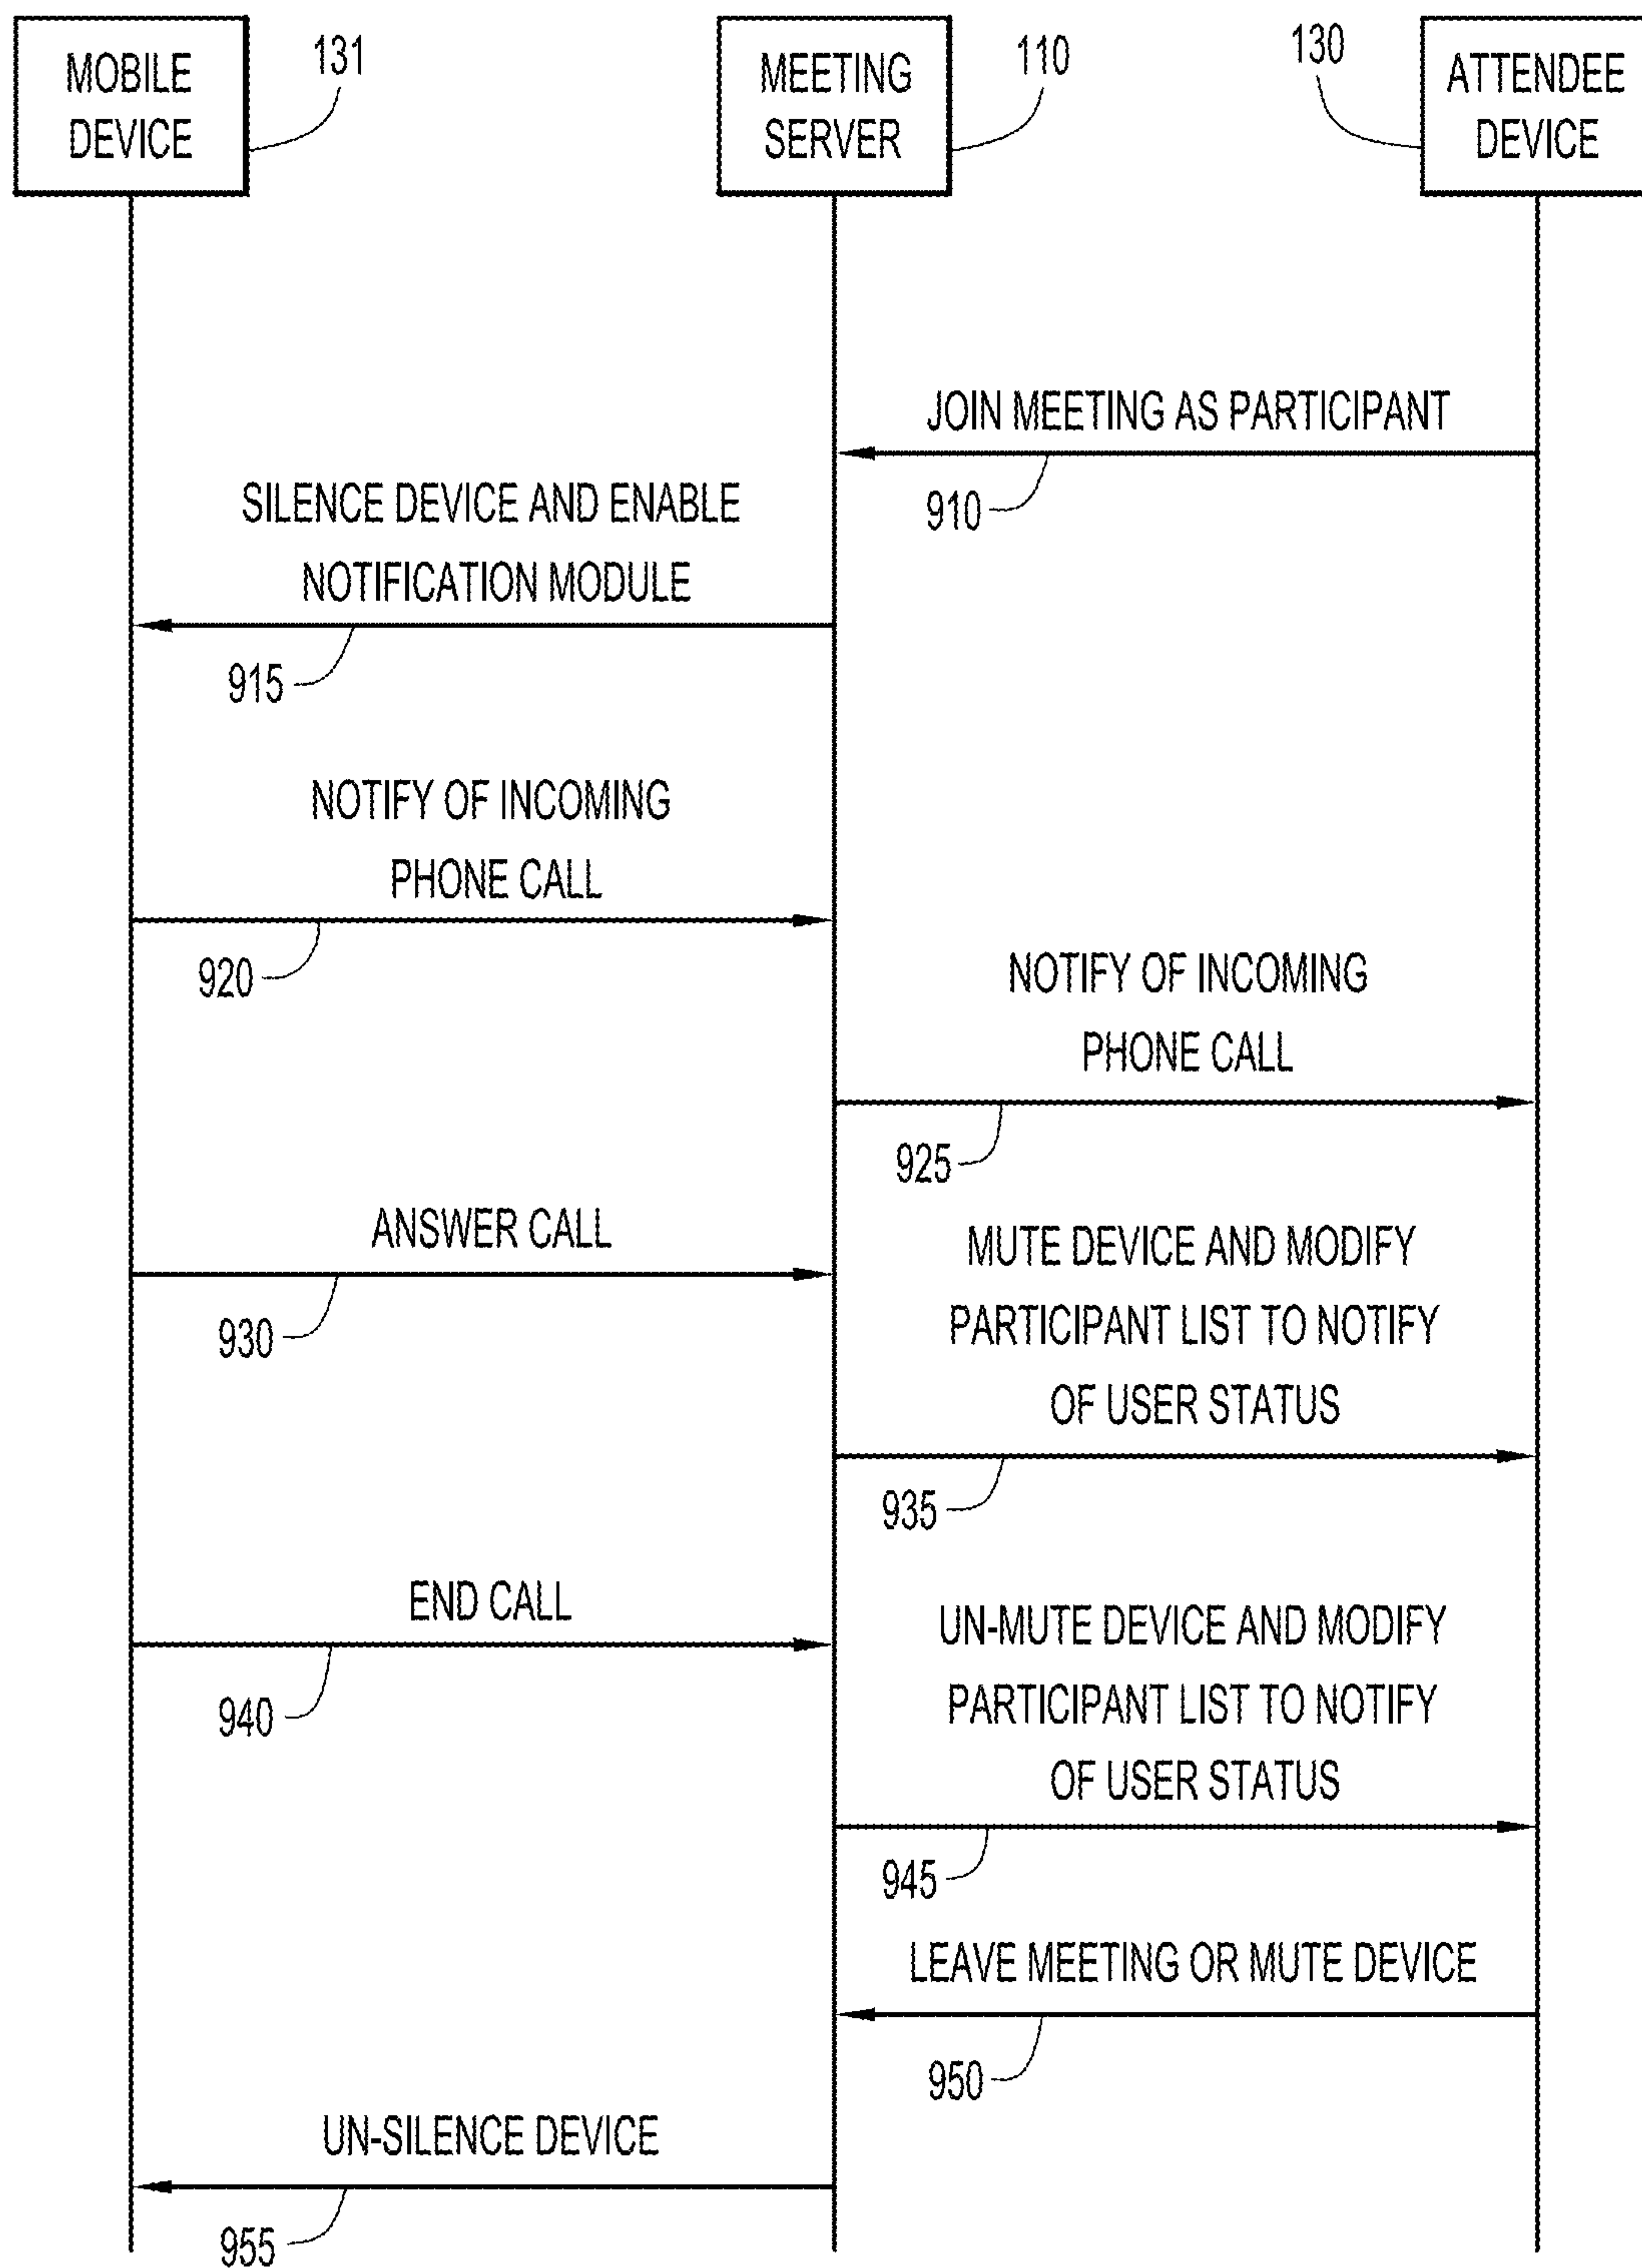 MOBILE
DEVICE
131
MEETING
SERVER
110
130
ATTENDEE
DEVICE
JOIN MEETING AS PARTICIPANT
910
SILENCE DEVICE AND ENABLE
NOTIFICATION MODULE
915
NOTIFY OF INCOMING
PHONE CALL
920
NOTIFY OF INCOMING
PHONE CALL
925
ANSWER CALL
930
MUTE DEVICE AND MODIFY
PARTICIPANT LIST TO NOTIFY
OF USER STATUS
935
END CALL
940
UN-MUTE DEVICE AND MODIFY
PARTICIPANT LIST TO NOTIFY
OF USER STATUS
945
LEAVE MEETING OR MUTE DEVICE
950
UN-SILENCE DEVICE
955